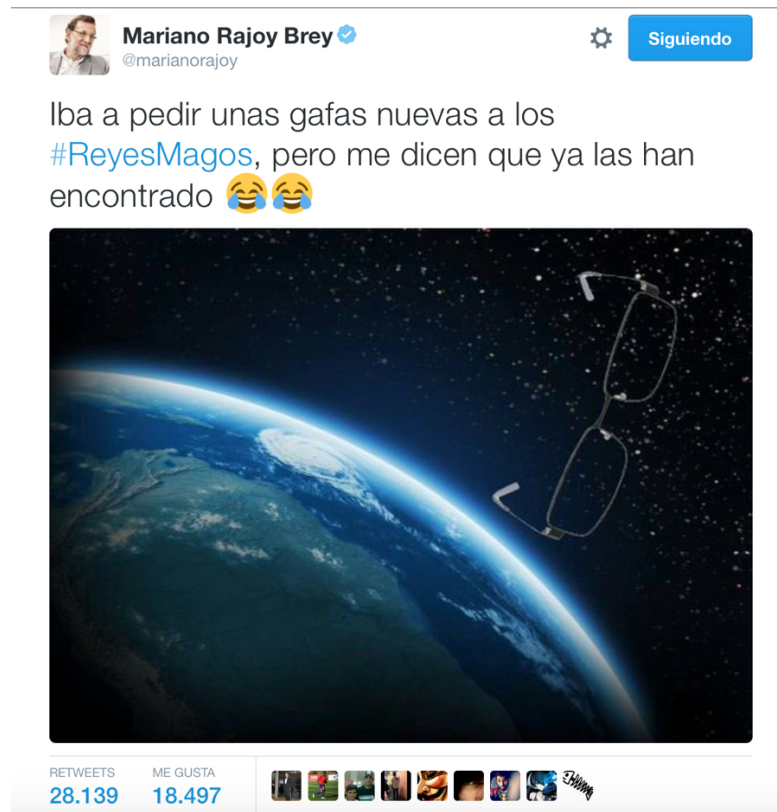 Mariano Rajoy Brey
@marianorajoy
Siguiendo
Iba a pedir unas gafas nuevas a los
#ReyesMagos, pero me dicen que ya las han
encontrado 😂😂
RETWEETS
ME GUSTA
28.139
18.497